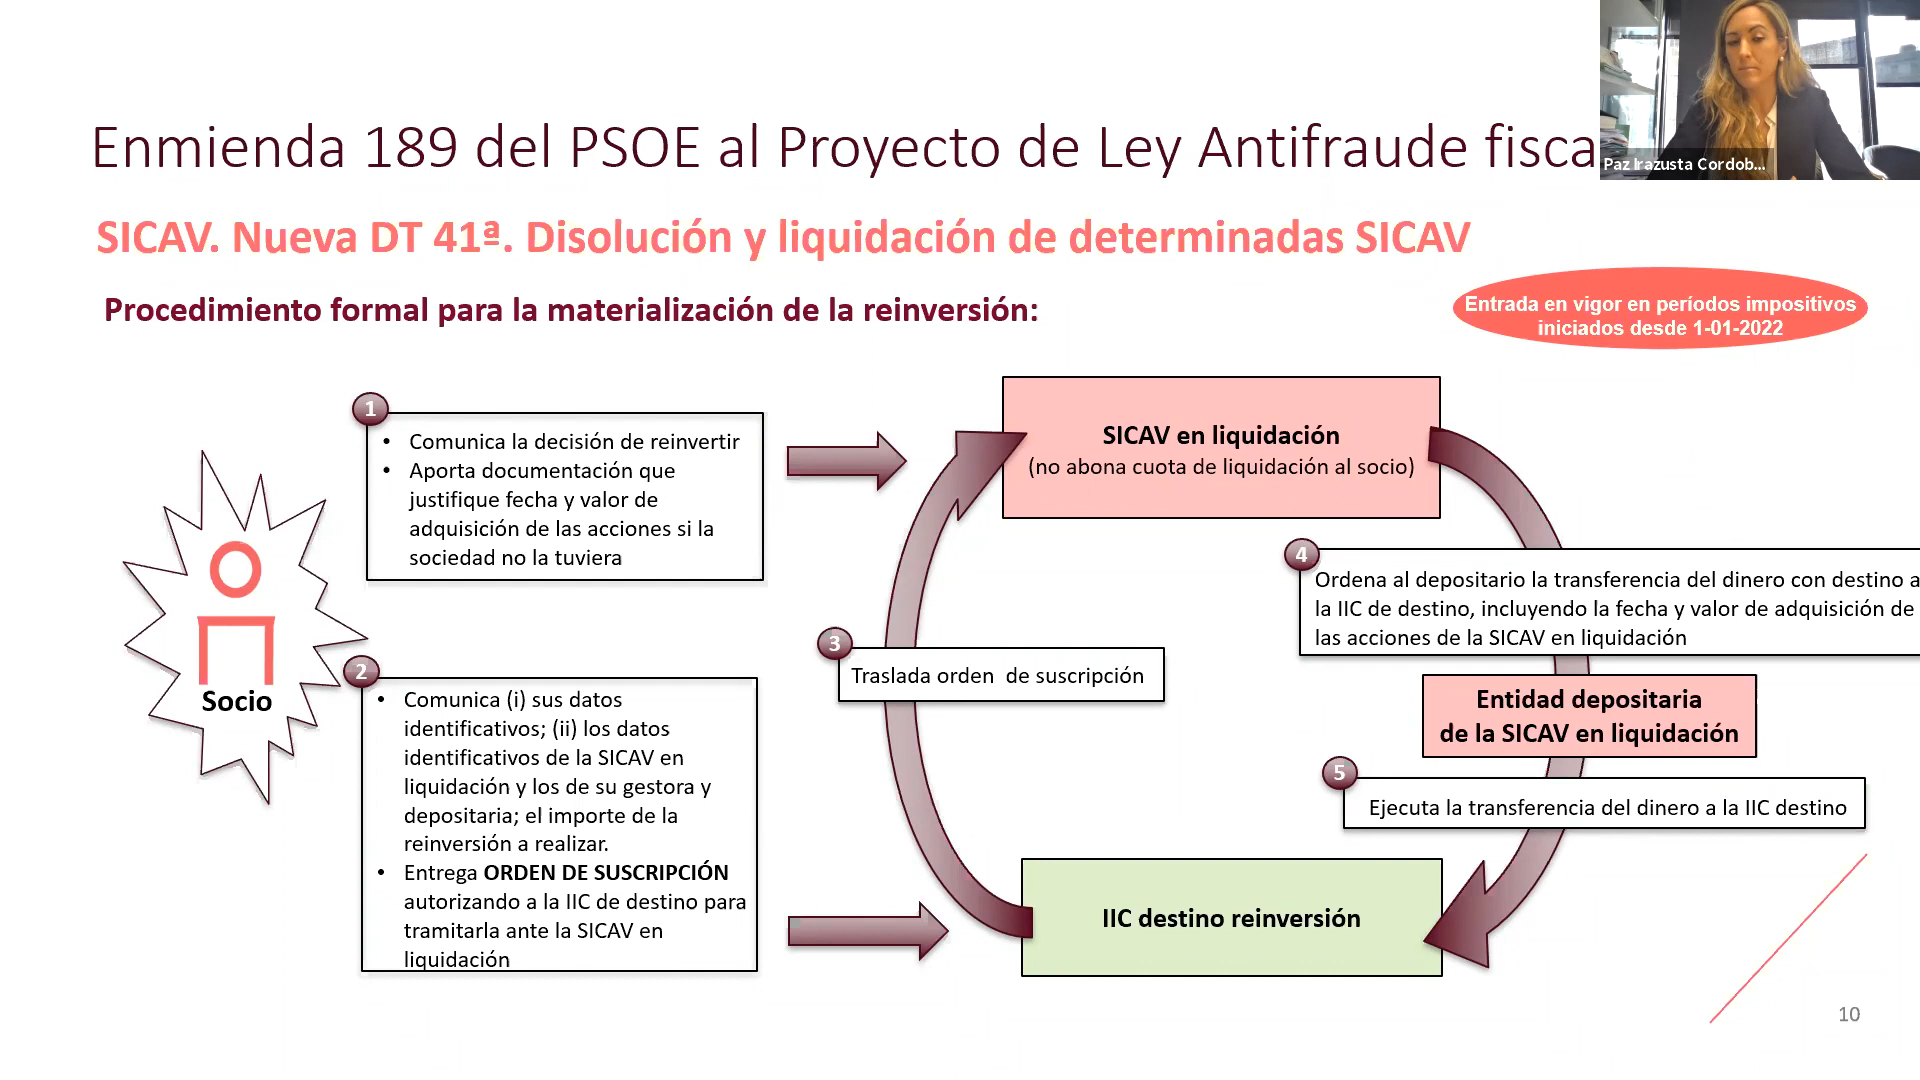 Enmienda 189 del PSOE al Proyecto de Ley Antifraude fisca
Paz Irazusta Cordob...
SICAV. Nueva DT 41ª. Disolución y liquidación de determinadas SICAV
Procedimiento formal para la materialización de la reinversión:
Entrada en vigor en períodos impositivos
iniciados desde 1-01-2022
1
• Comunica la decisión de reinvertir
• Aporta documentación que
justifique fecha y valor de
adquisición de las acciones si la
sociedad no la tuviera
SICAV en liquidación
(no abona cuota de liquidación al socio)
Socio
2
• Comunica (i) sus datos
identificativos; (ii) los datos
identificativos de la SICAV en
liquidación y los de su gestora y
depositaria; el importe de la
reinversión a realizar.
• Entrega ORDEN DE SUSCRIPCIÓN
autorizando a la IIC de destino para
tramitarla ante la SICAV en
liquidación
3
Traslada orden de suscripción
4
Ordena al depositario la transferencia del dinero con destino a
la IIC de destino, incluyendo la fecha y valor de adquisición de
las acciones de la SICAV en liquidación
Entidad depositaria
de la SICAV en liquidación
5
Ejecuta la transferencia del dinero a la IIC destino
IIC destino reinversión
10